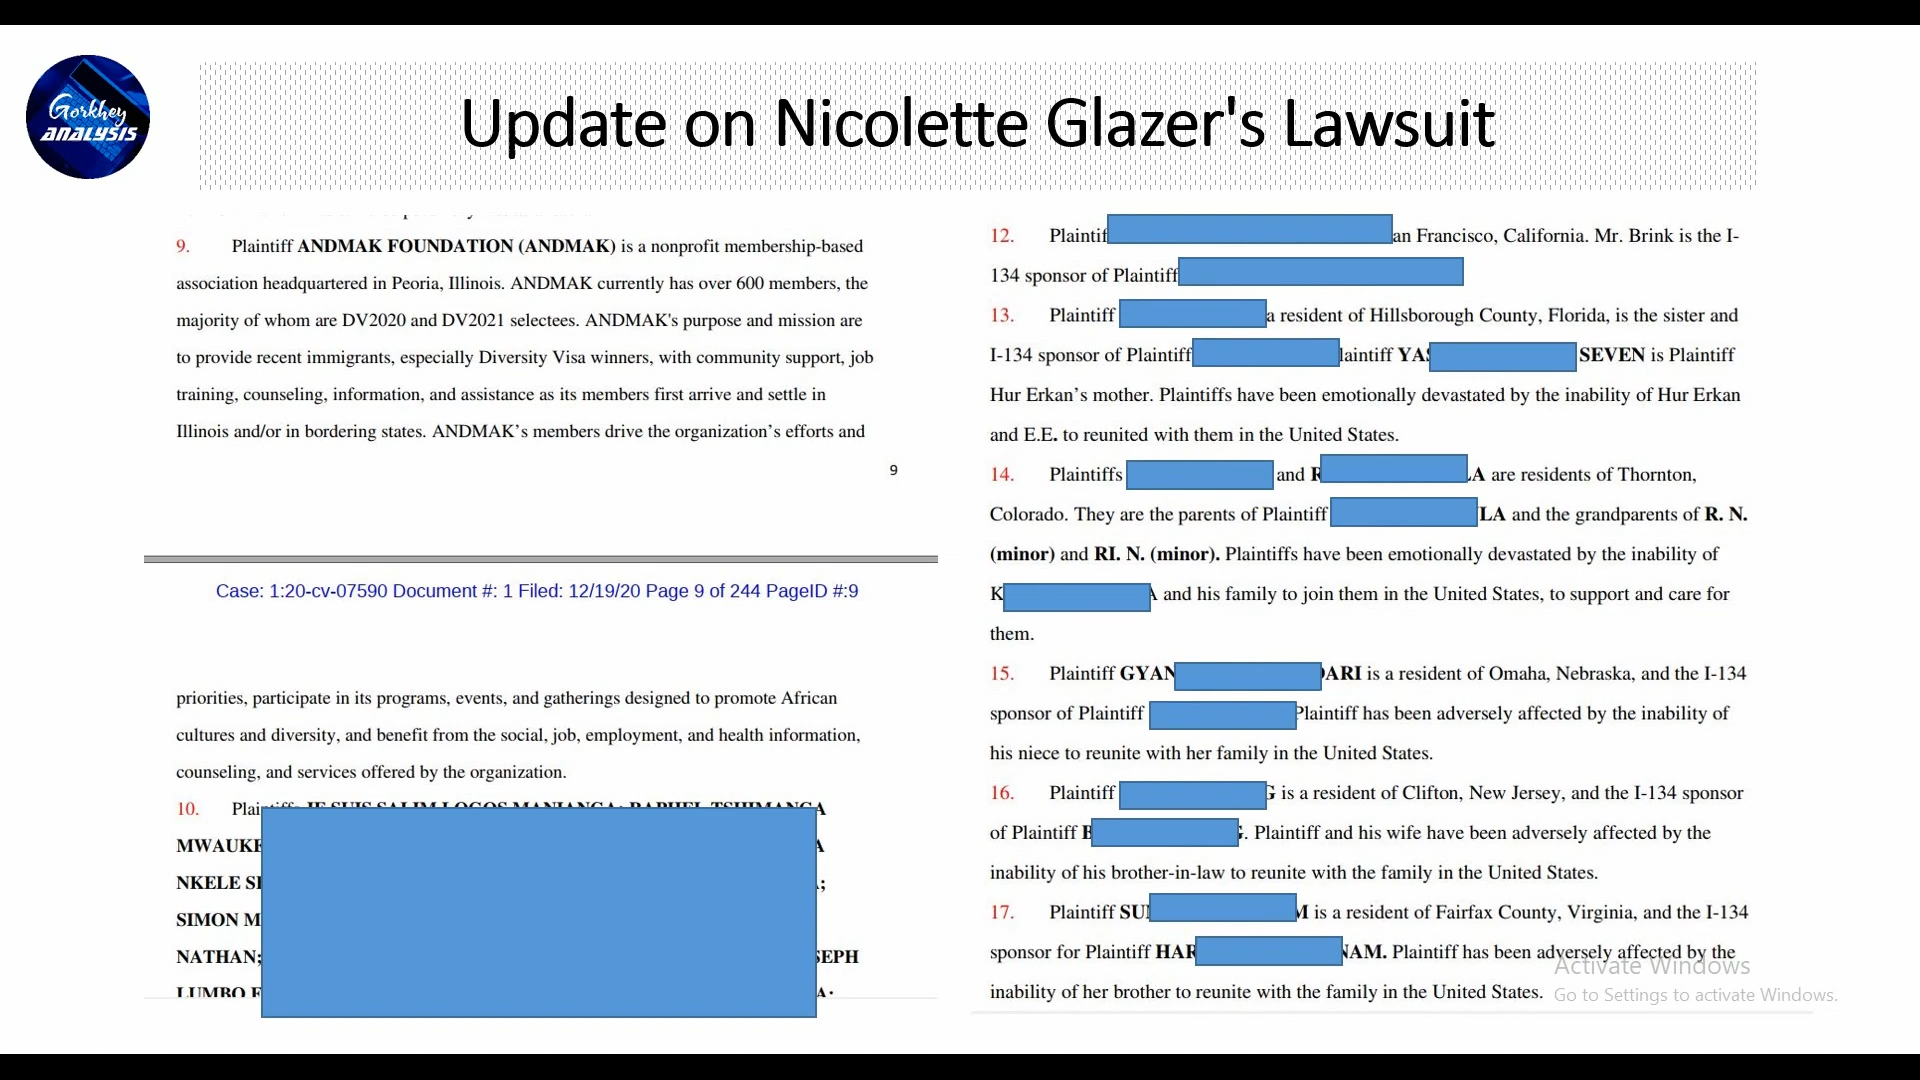 Gorkhey
ANALYSIS
Update on Nicolette Glazer's Lawsuit
9. Plaintiff ANDMAK FOUNDATION (ANDMAK) is a nonprofit membership-based
association headquartered in Peoria, Illinois. ANDMAK currently has over 600 members, the
majority of whom are DV2020 and DV2021 selectees. ANDMAK's purpose and mission are
to provide recent immigrants, especially Diversity Visa winners, with community support, job
training, counseling, information, and assistance as its members first arrive and settle in
Illinois and/or in bordering states. ANDMAK's members drive the organization's efforts and
9
Case: 1:20-cv-07590 Document #: 1 Filed: 12/19/20 Page 9 of 244 PageID #:9
priorities, participate in its programs, events, and gatherings designed to promote African
cultures and diversity, and benefit from the social, job, employment, and health information,
counseling, and services offered by the organization.
10. Plai
MWAUKE A
NKELE SI ;
SIMON M
NATHAN; SEPH
LUMBO A;
12. Plaintif an Francisco, California. Mr. Brink is the I-
134 sponsor of Plaintiff
13. Plaintiff a resident of Hillsborough County, Florida, is the sister and
I-134 sponsor of Plaintiff laintiff YAS SEVEN is Plaintiff
Hur Erkan's mother. Plaintiffs have been emotionally devastated by the inability of Hur Erkan
and E.E. to reunited with them in the United States.
14. Plaintiffs and R A are residents of Thornton,
Colorado. They are the parents of Plaintiff LA and the grandparents of R. N.
(minor) and RI. N. (minor). Plaintiffs have been emotionally devastated by the inability of
K A and his family to join them in the United States, to support and care for
them.
15. Plaintiff GYAN DARI is a resident of Omaha, Nebraska, and the I-134
sponsor of Plaintiff Plaintiff has been adversely affected by the inability of
his niece to reunite with her family in the United States.
16. Plaintiff G is a resident of Clifton, New Jersey, and the I-134 sponsor
of Plaintiff B . Plaintiff and his wife have been adversely affected by the
inability of his brother-in-law to reunite with the family in the United States.
17. Plaintiff SU M is a resident of Fairfax County, Virginia, and the I-134
sponsor for Plaintiff HAR NAM. Plaintiff has been adversely affected by the
inability of her brother to reunite with the family in the United States.
Activate Windows
Go to Settings to activate Windows.